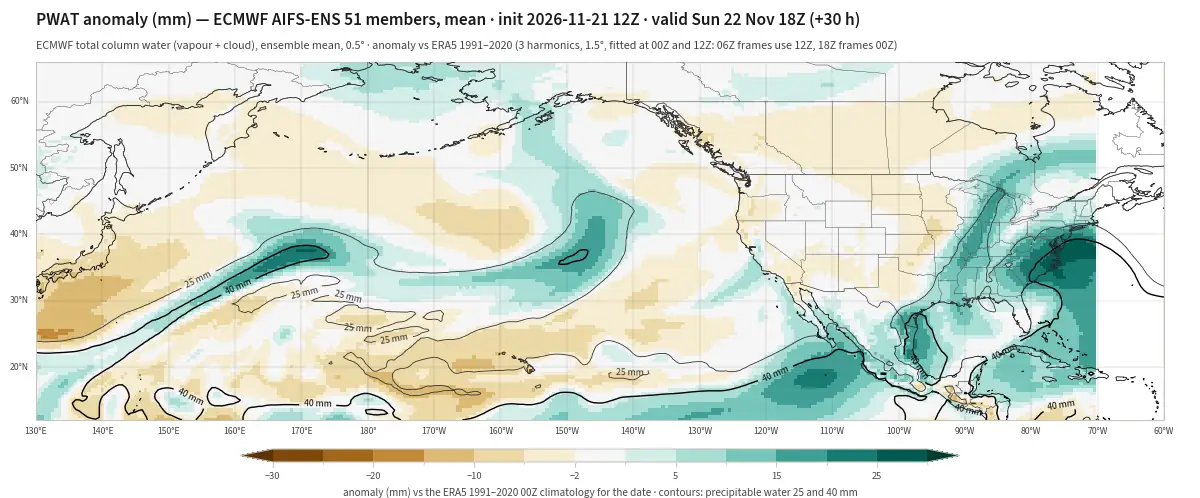 PWAT anomaly (mm) — ECMWF AIFS-ENS 51 members, mean · init 2026-11-21 12Z · valid Sun 22 Nov 18Z (+30 h)
ECMWF total column water (vapour + cloud), ensemble mean, 0.5° · anomaly vs ERA5 1991–2020 (3 harmonics, 1.5°, fitted at 00Z and 12Z: 06Z frames use 12Z, 18Z frames 00Z)
60°N
50°N
40°N
30°N
20°N
25 mm
40 mm
25 mm
25 mm
25 mm
25 mm
25 mm
40 mm
40 mm
40 mm
40 mm
40 mm
40 mm
130°E 140°E 150°E 160°E 170°E 180° 170°W 160°W 150°W 140°W 130°W 120°W 110°W 100°W 90°W 80°W 70°W 60°W
−30 −20 −10 −2 5 15 25
anomaly (mm) vs the ERA5 1991–2020 00Z climatology for the date · contours: precipitable water 25 and 40 mm